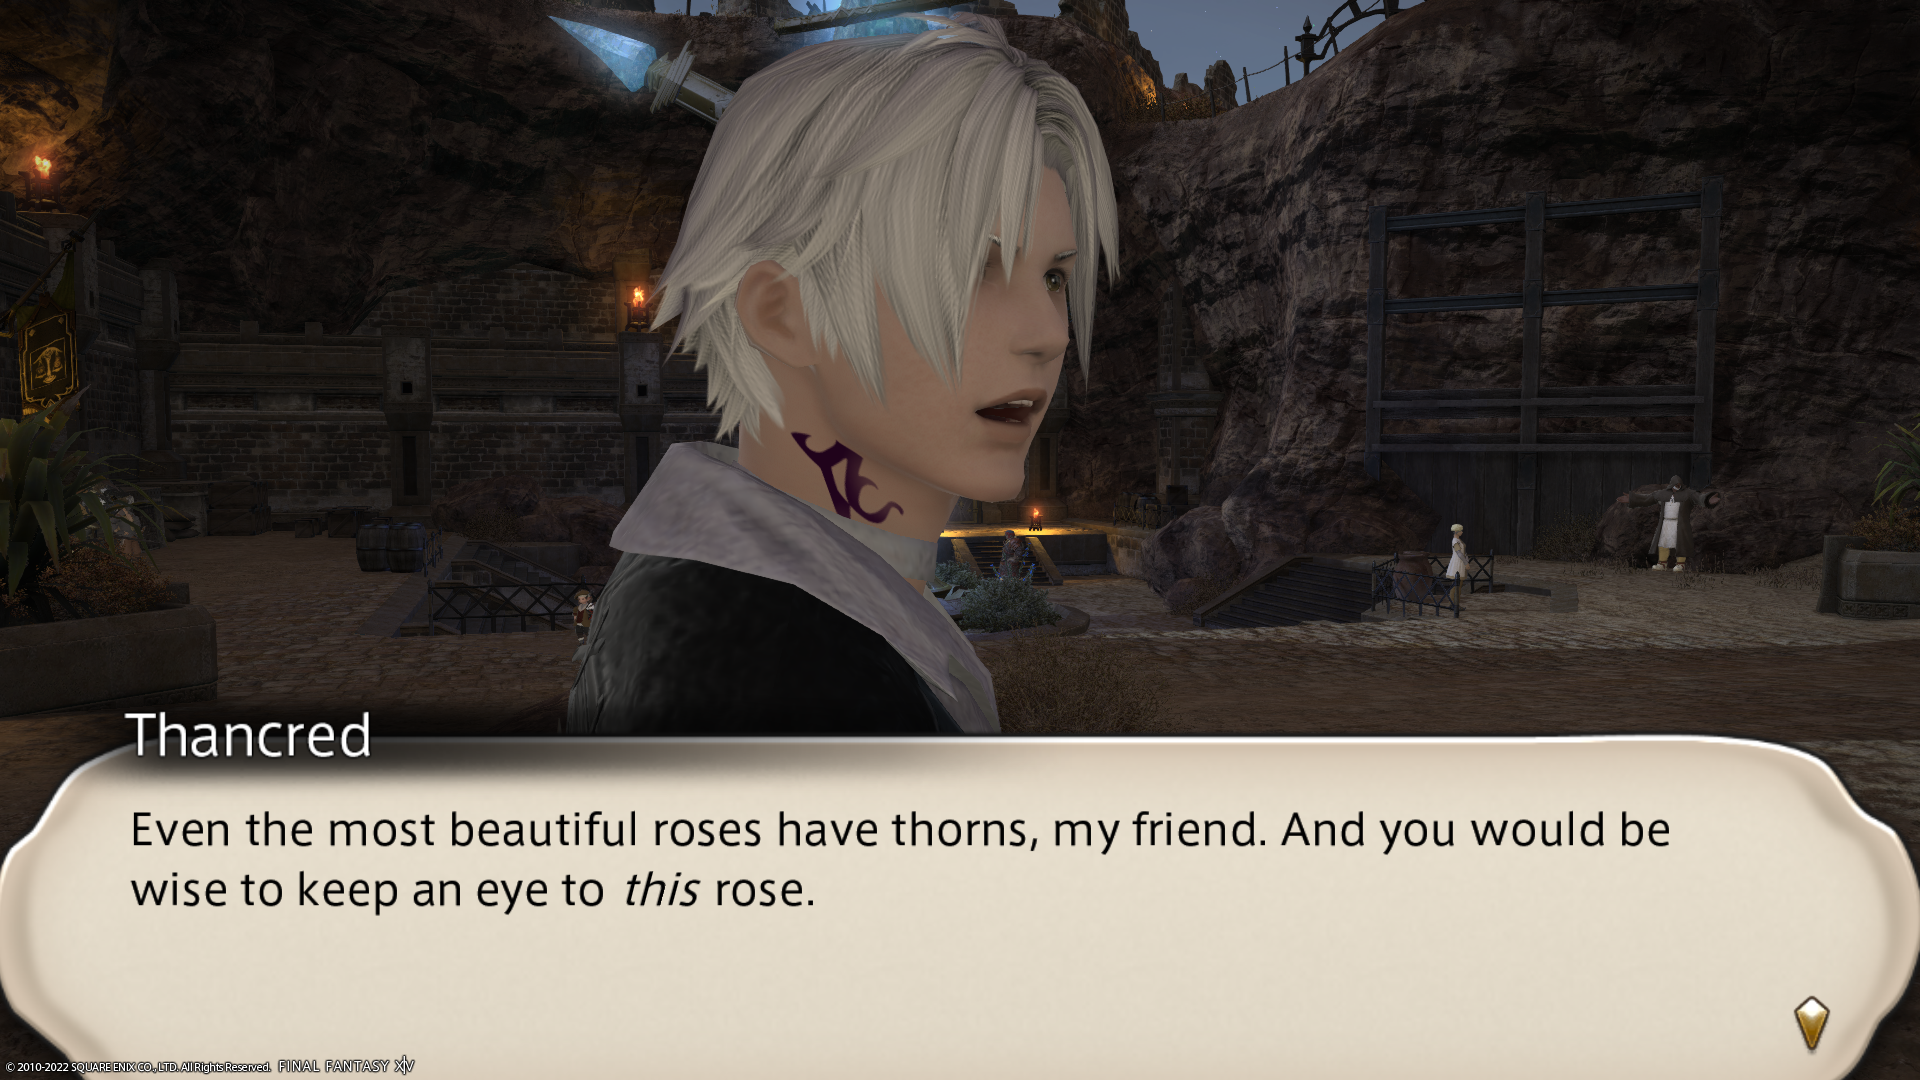 Thancred
Even the most beautiful roses have thorns, my friend. And you would be
wise to keep an eye to this rose.
© 2010-2022 SQUARE ENIX CO., LTD. All Rights Reserved. FINAL FANTASY XIV